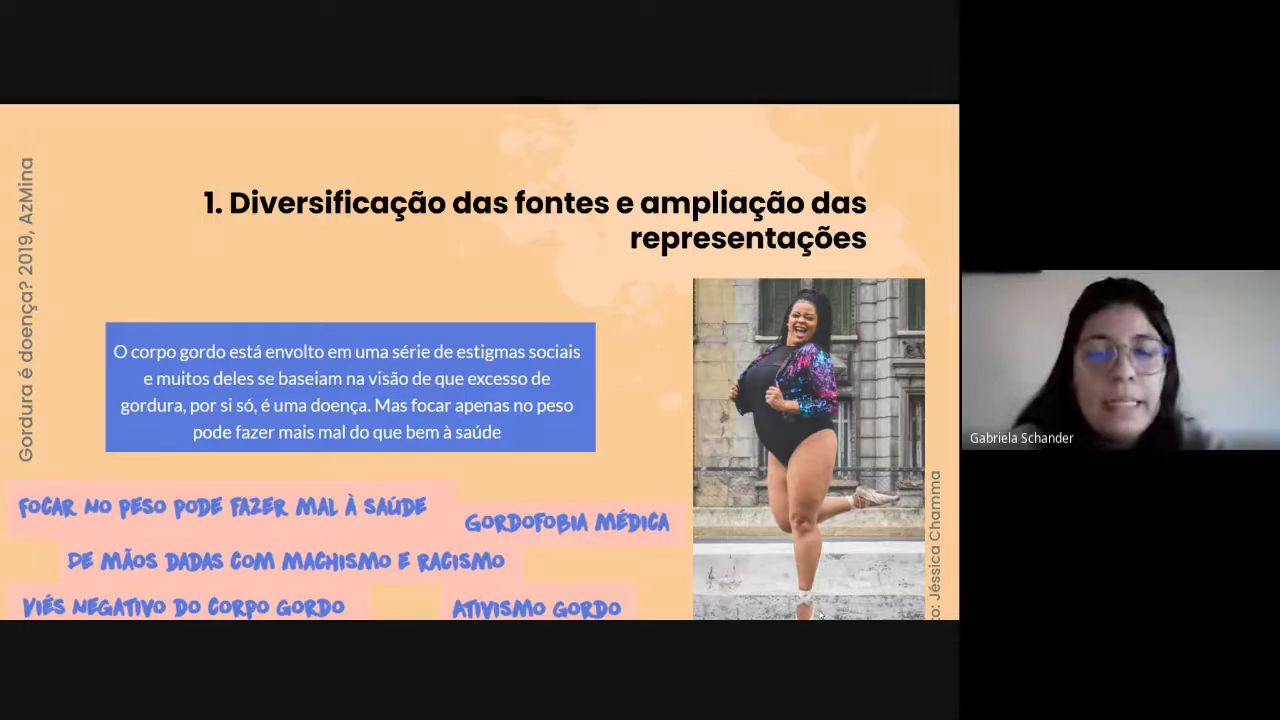 Gordura é doença? 2019, AzMina
1. Diversificação das fontes e ampliação das
representações
O corpo gordo está envolto em uma série de estigmas sociais
e muitos deles se baseiam na visão de que excesso de
gordura, por si só, é uma doença. Mas focar apenas no peso
pode fazer mais mal do que bem à saúde
FOCAR NO PESO PODE FAZER MAL À SAÚDE
GORDOFOBIA MÉDICA
DE MÃOS DADAS COM MACHISMO E RACISMO
VIÉS NEGATIVO DO CORPO GORDO
ATIVISMO GORDO
to: Jéssica Chamma
Gabriela Schander